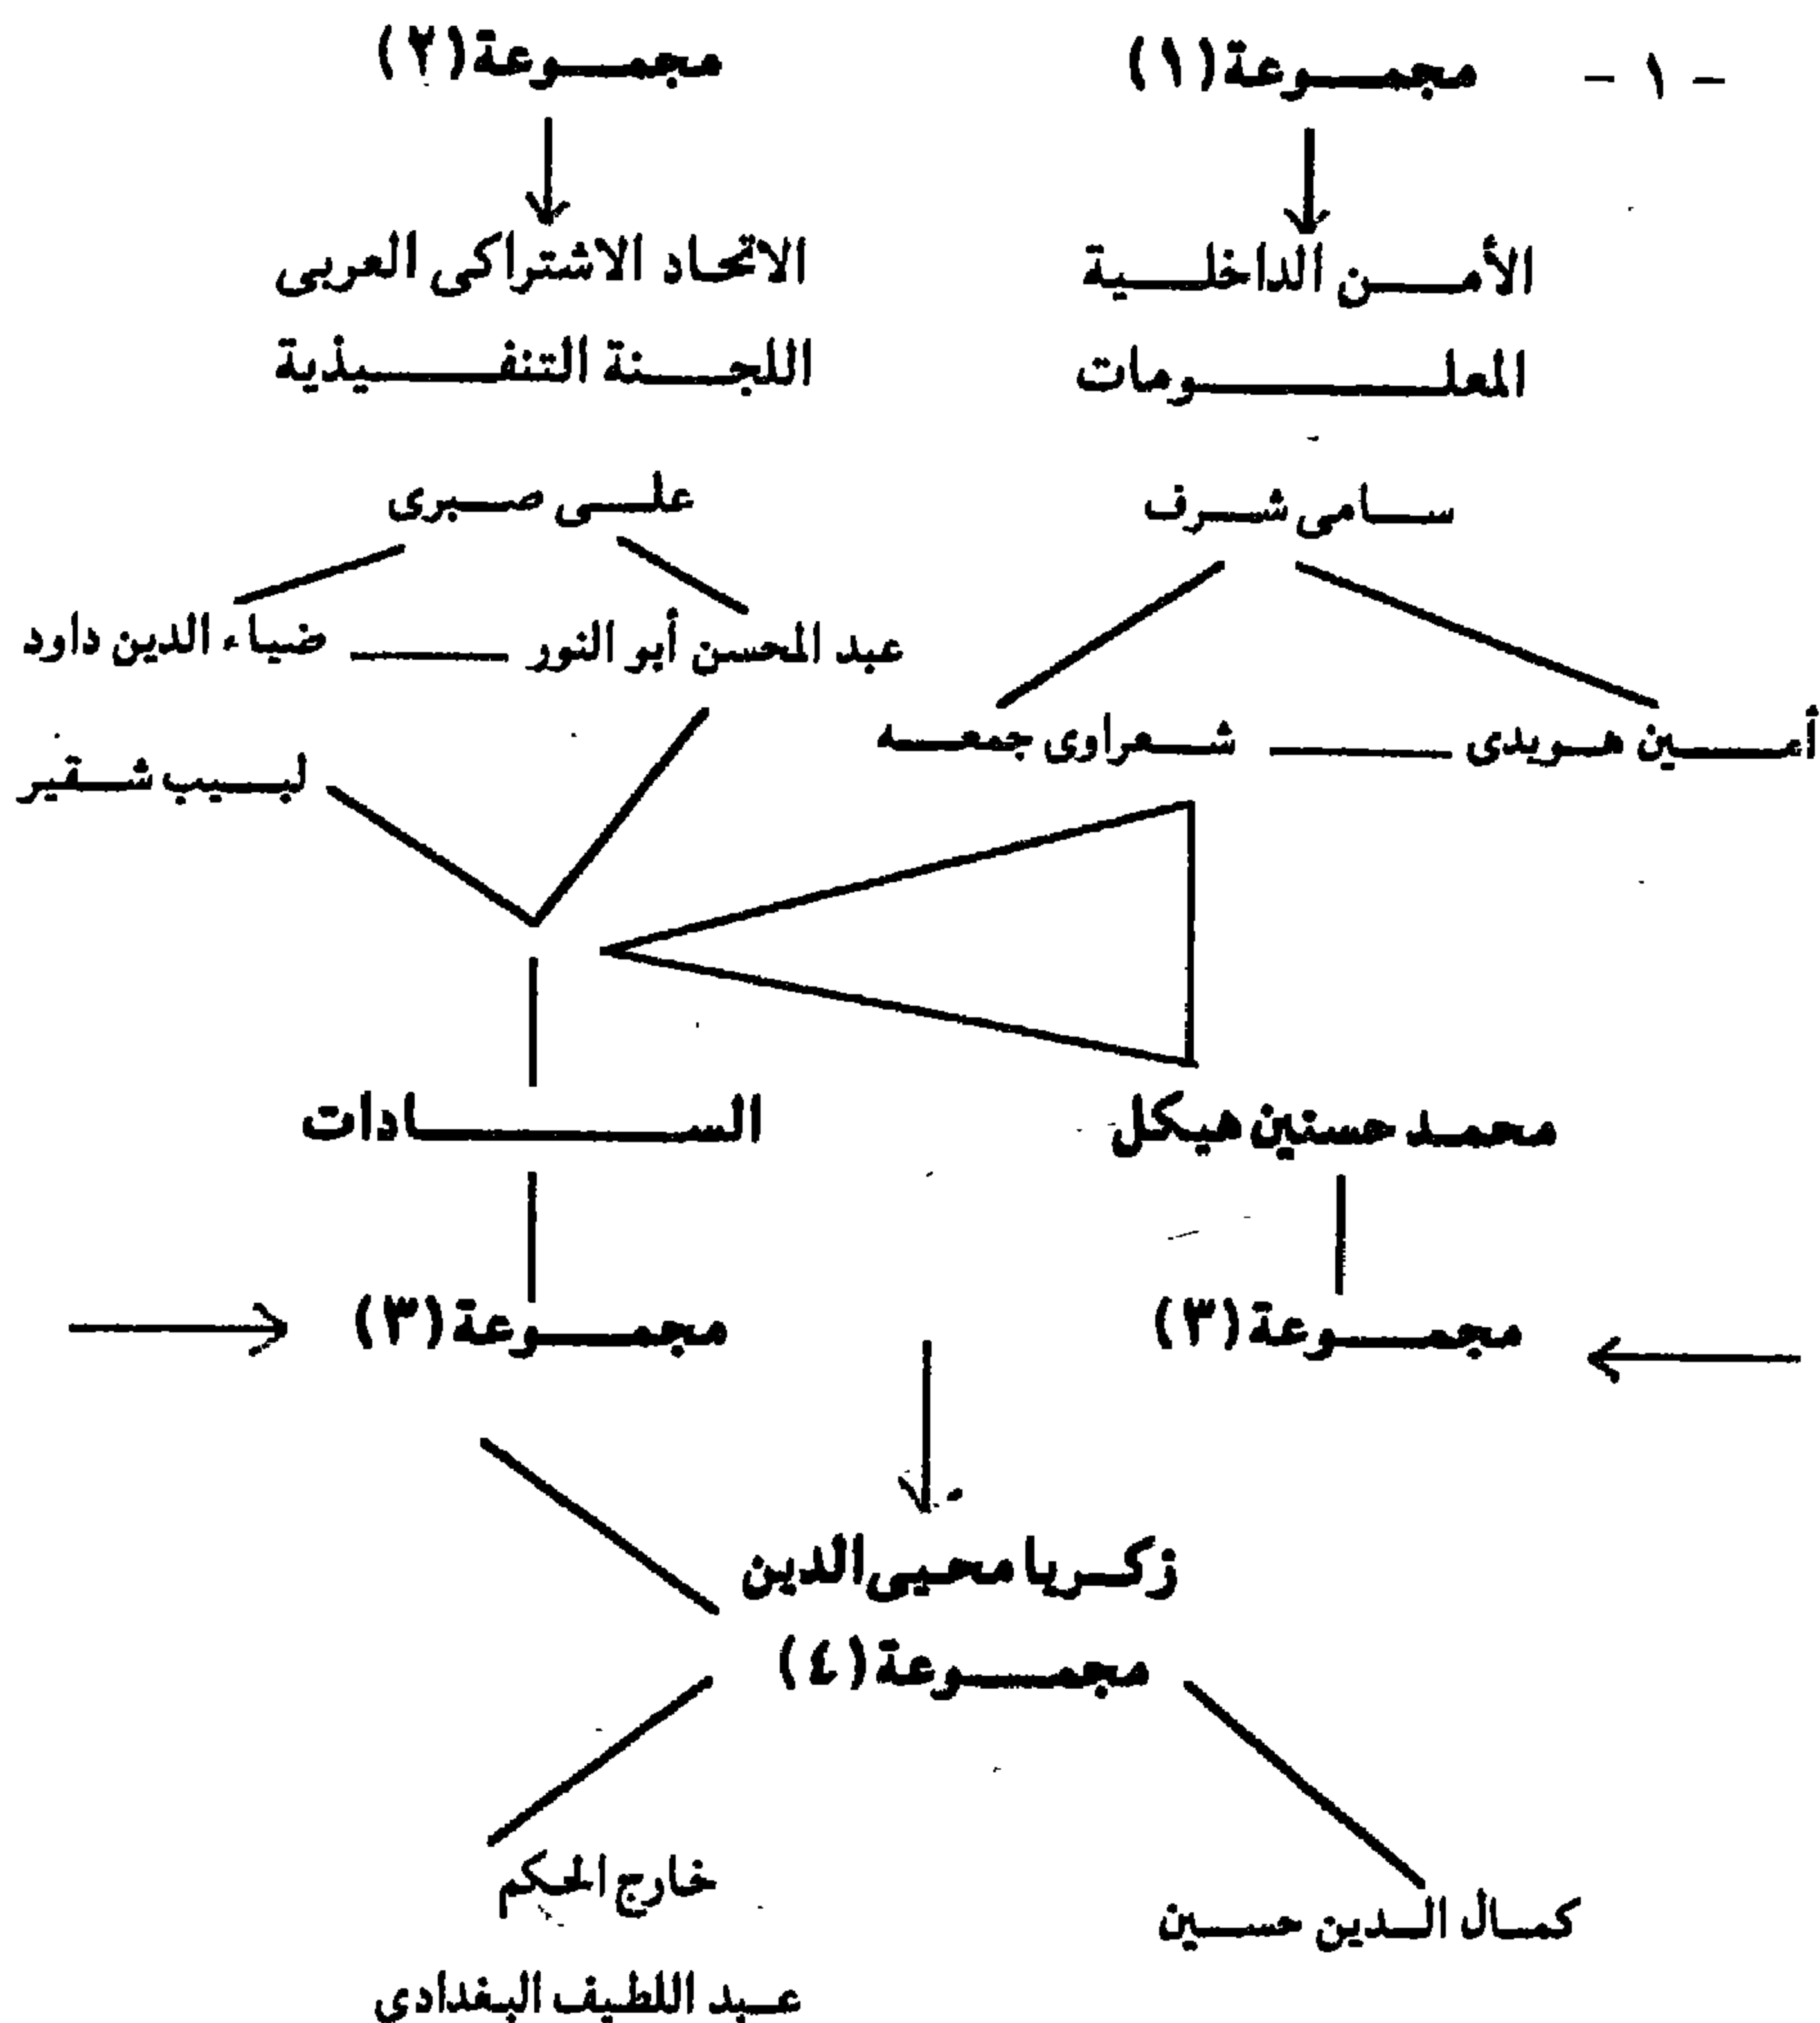 - ١ - مجموعة (١) مجموعة (٢)
الأمن الداخلية الاتحاد الاشتراكى العربى
المعلومات اللجنة التنفيذية
سامى شرف على صبرى
عبد المحسن أبو النور ضياء الدين داود
أمين هويدى شعراوى جمعه لبيب شقير
محمد حسنين هيكل السادات
مجموعة (٣) مجموعة (٣)
زكريا محيى الدين
مجموعة (٤)
كمال الدين حسين خارج الحكم
عبد اللطيف البغدادي